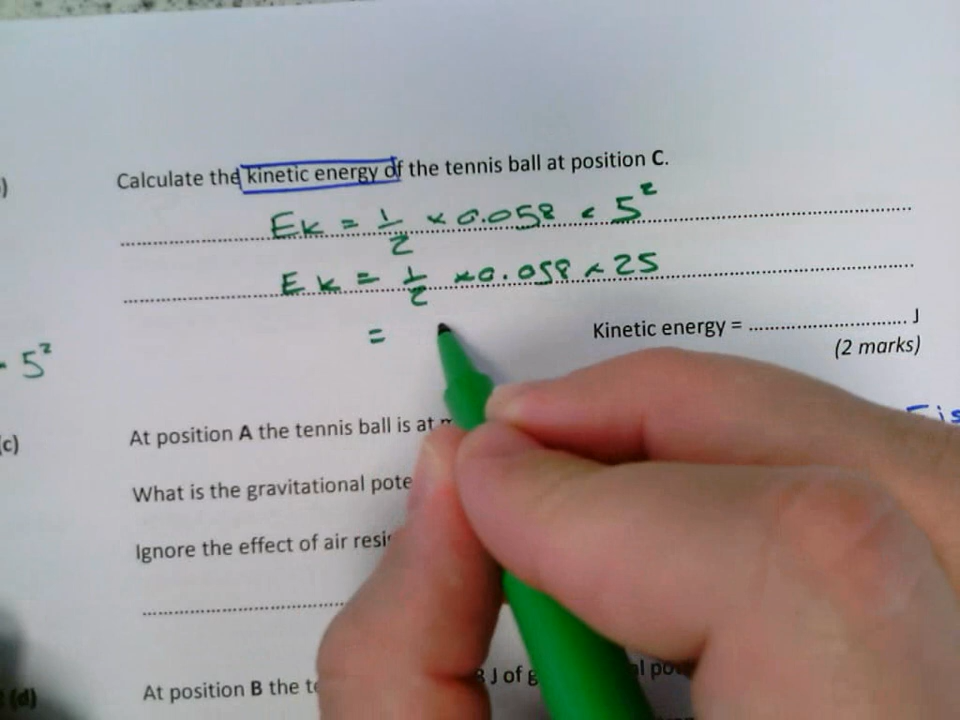 )
Calculate the kinetic energy of the tennis ball at position C.
Ek = 1/2 × 0.058 × 5²
Ek = 1/2 × 0.058 × 25
=
Kinetic energy = ........................... J
(2 marks)
5²
(c)
At position A the tennis ball is at
What is the gravitational
Ignore the effect of air
(d)
At position B the
J of